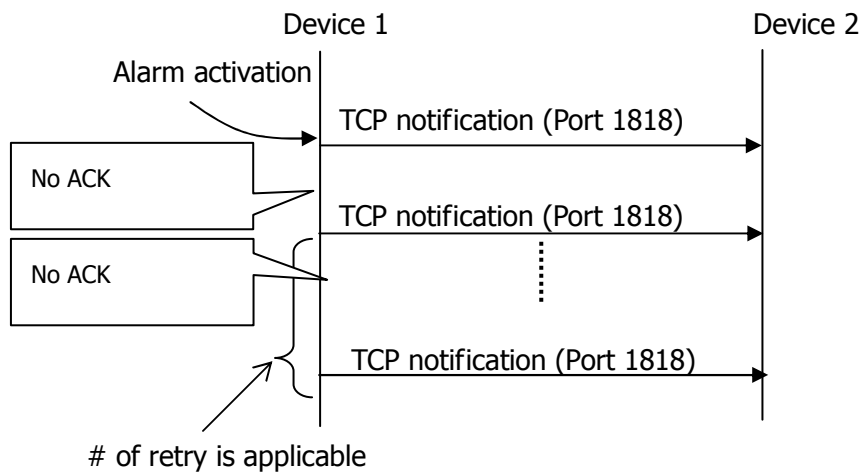 Device 1
Device 2
Alarm activation
TCP notification (Port 1818)
No ACK
TCP notification (Port 1818)
No ACK
TCP notification (Port 1818)
# of retry is applicable